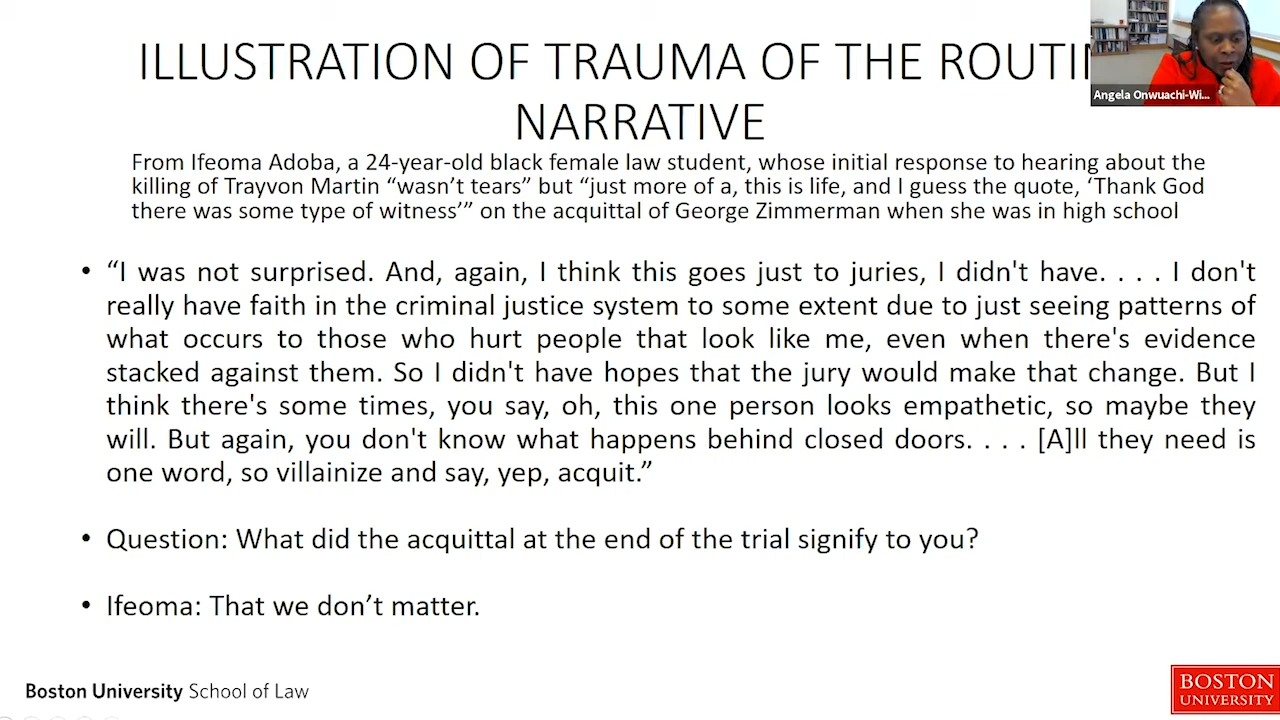 ILLUSTRATION OF TRAUMA OF THE
NARRATIVE
Angela Onwuachi-Wi...
From Ifeoma Adoba, a 24-year-old black female law student, whose initial response to hearing about the
killing of Trayvon Martin “wasn’t tears” but “just more of a, this is life, and I guess the quote, ‘Thank God
there was some type of witness’” on the acquittal of George Zimmerman when she was in high school
• “I was not surprised. And, again, I think this goes just to juries, I didn't have. . . . I don't
really have faith in the criminal justice system to some extent due to just seeing patterns of
what occurs to those who hurt people that look like me, even when there's evidence
stacked against them. So I didn't have hopes that the jury would make that change. But I
think there's some times, you say, oh, this one person looks empathetic, so maybe they
will. But again, you don't know what happens behind closed doors. . . . [A]ll they need is
one word, so villainize and say, yep, acquit.”
• Question: What did the acquittal at the end of the trial signify to you?
• Ifeoma: That we don’t matter.
Boston University School of Law
BOSTON
UNIVERSITY